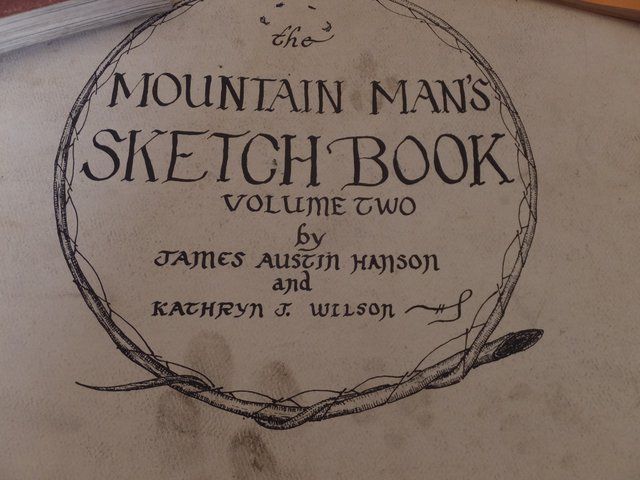 the
MOUNTAIN MAN'S
SKETCH BOOK
VOLUME TWO
by
JAMES AUSTIN HANSON
and
KATHRYN J. WILSON